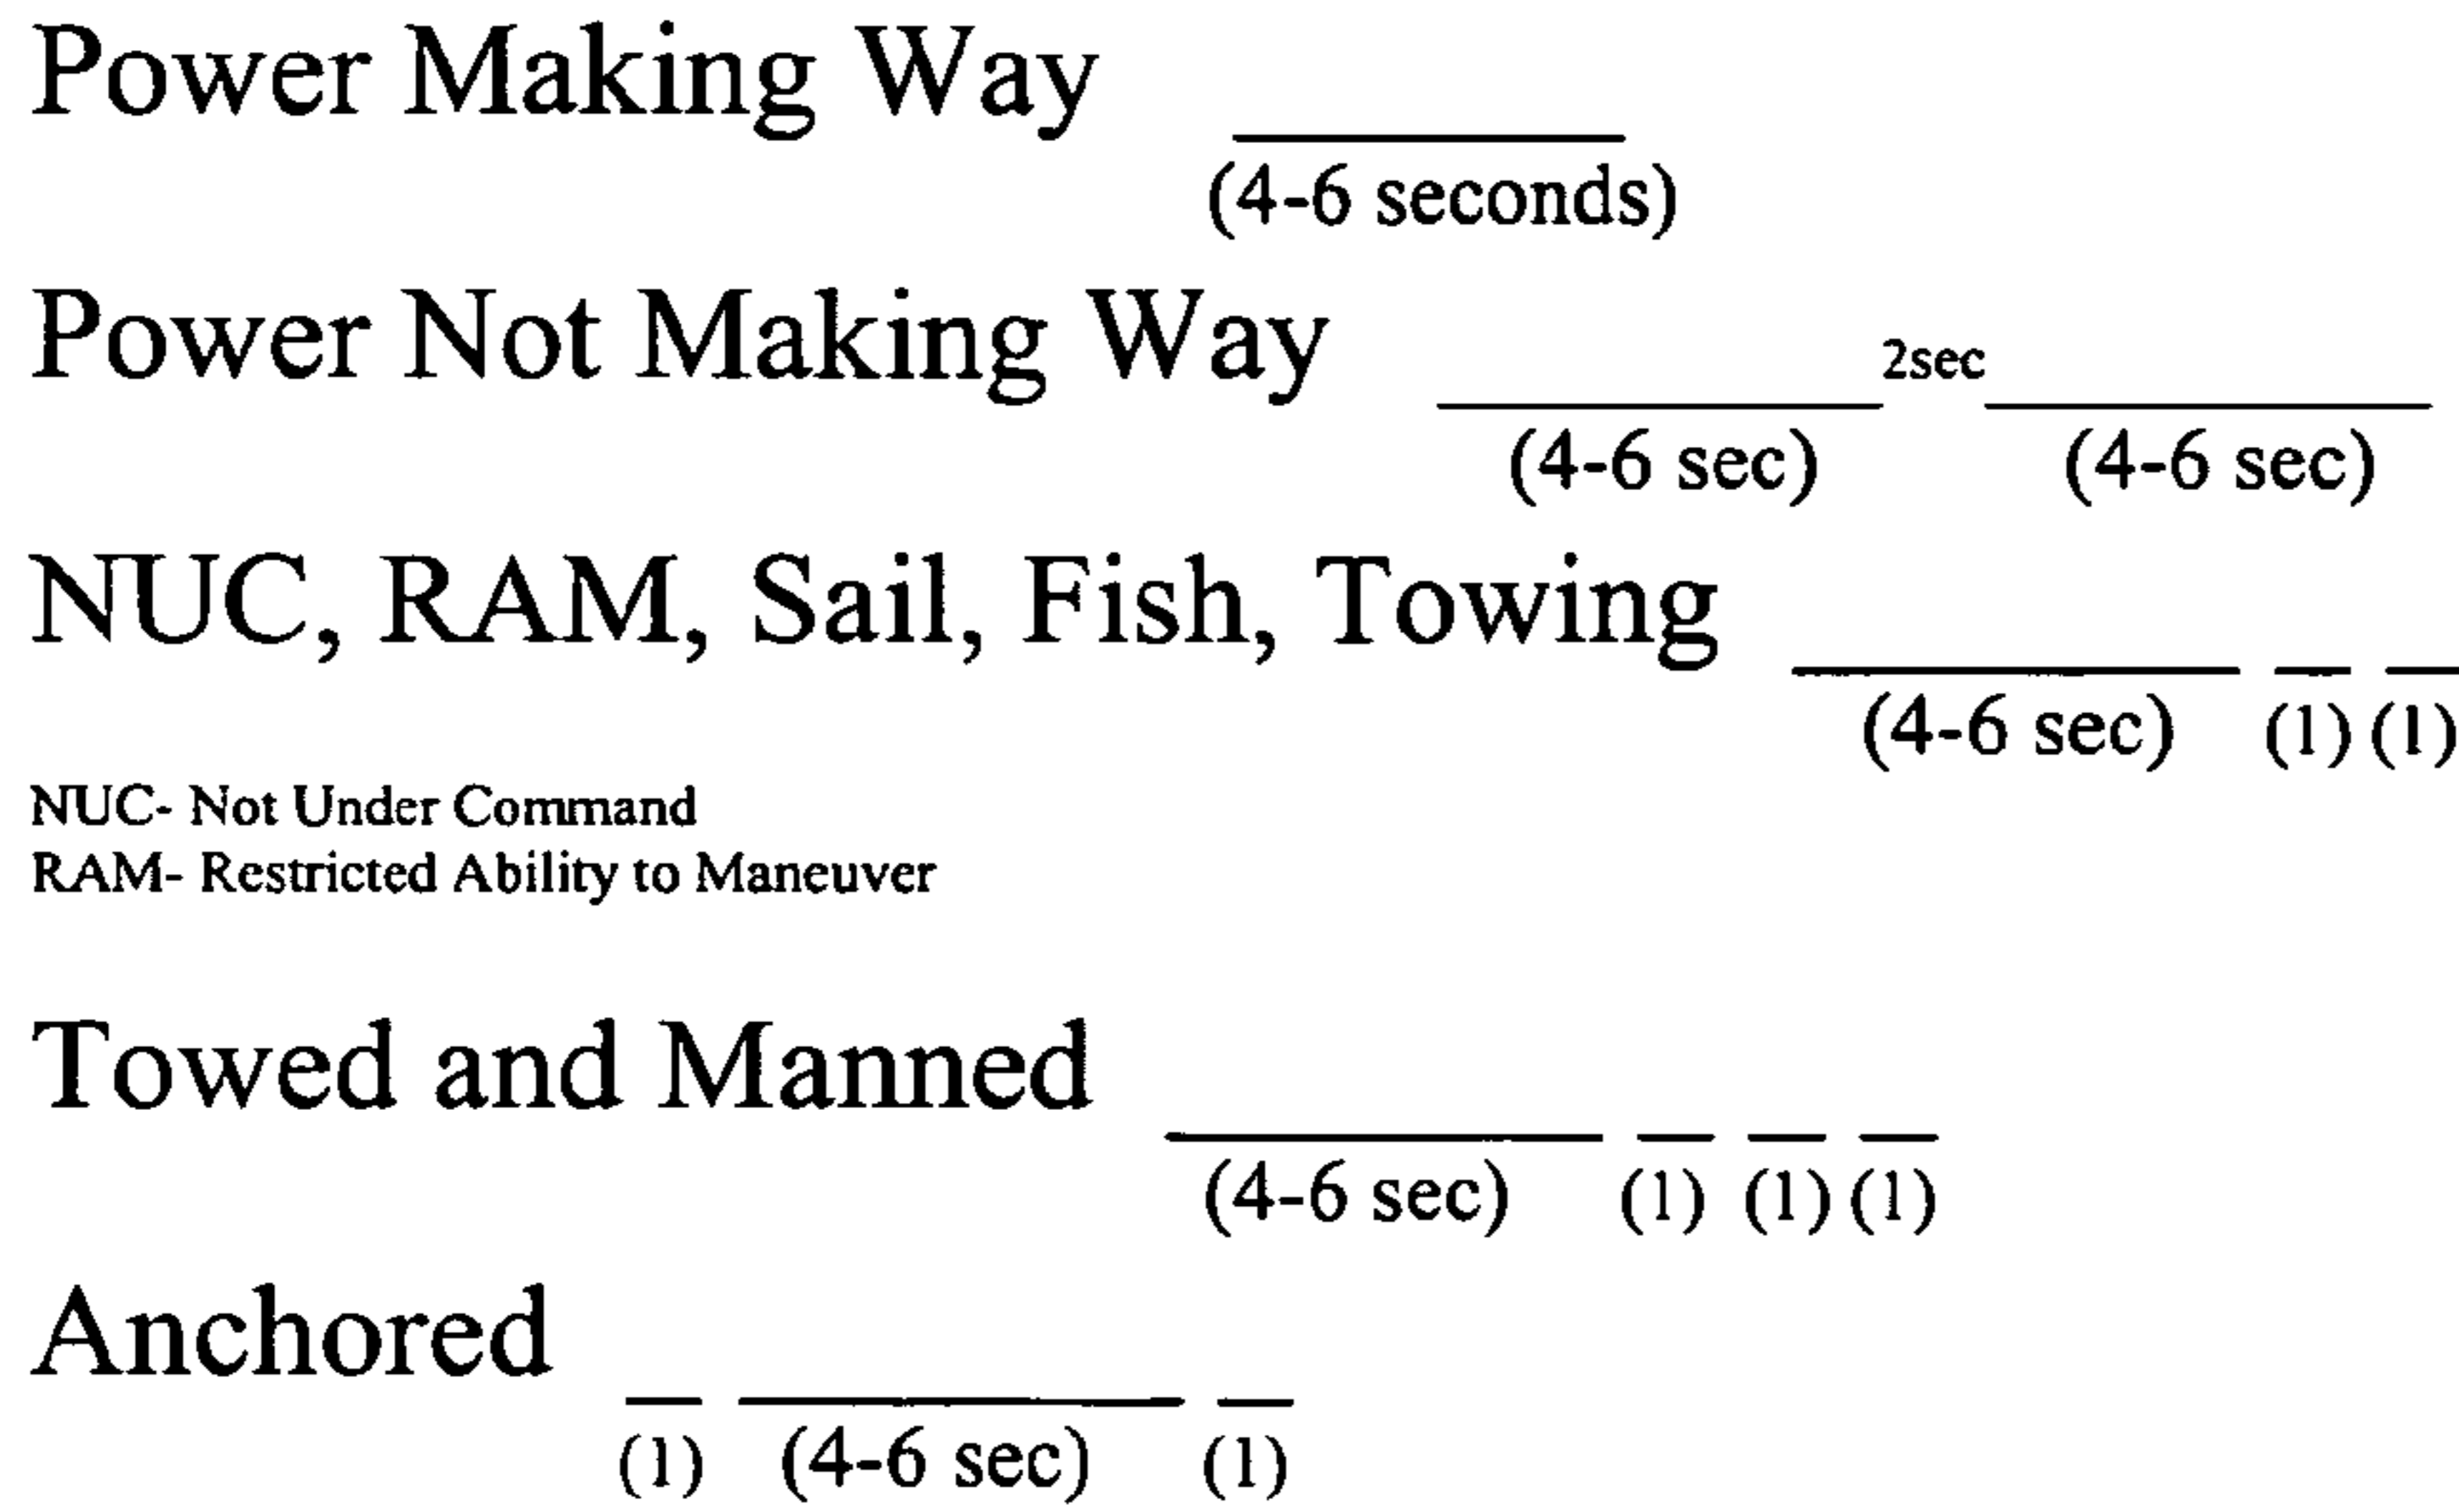 Power Making Way
(4-6 seconds)
Power Not Making Way 2sec
(4-6 sec) (4-6 sec)
NUC, RAM, Sail, Fish, Towing
(4-6 sec) (1) (1)
NUC- Not Under Command
RAM- Restricted Ability to Maneuver
Towed and Manned
(4-6 sec) (1) (1) (1)
Anchored
(1) (4-6 sec) (1)